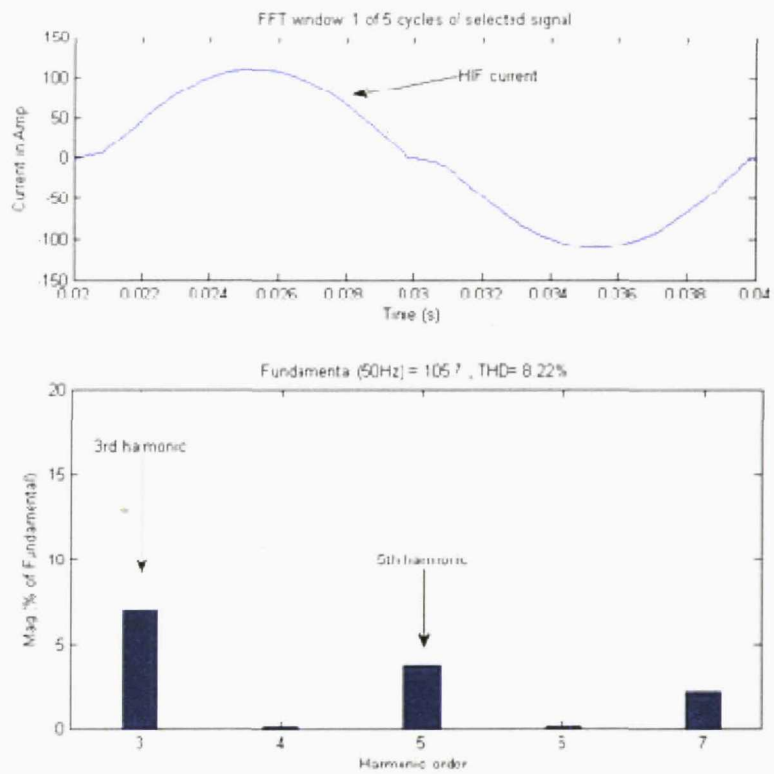 FFT window: 1 of 5 cycles of selected signal
150
100
50
0
-50
-100
-150
Current in Amp
HIF current
0.02 0.022 0.024 0.026 0.028 0.03 0.032 0.034 0.036 0.038 0.04
Time (s)
Fundamental (50Hz) = 105.7 , THD= 8.22%
20
15
10
5
0
Mag (% of Fundamental)
3rd harmonic
5th harmonic
3 4 5 6 7
Harmonic order